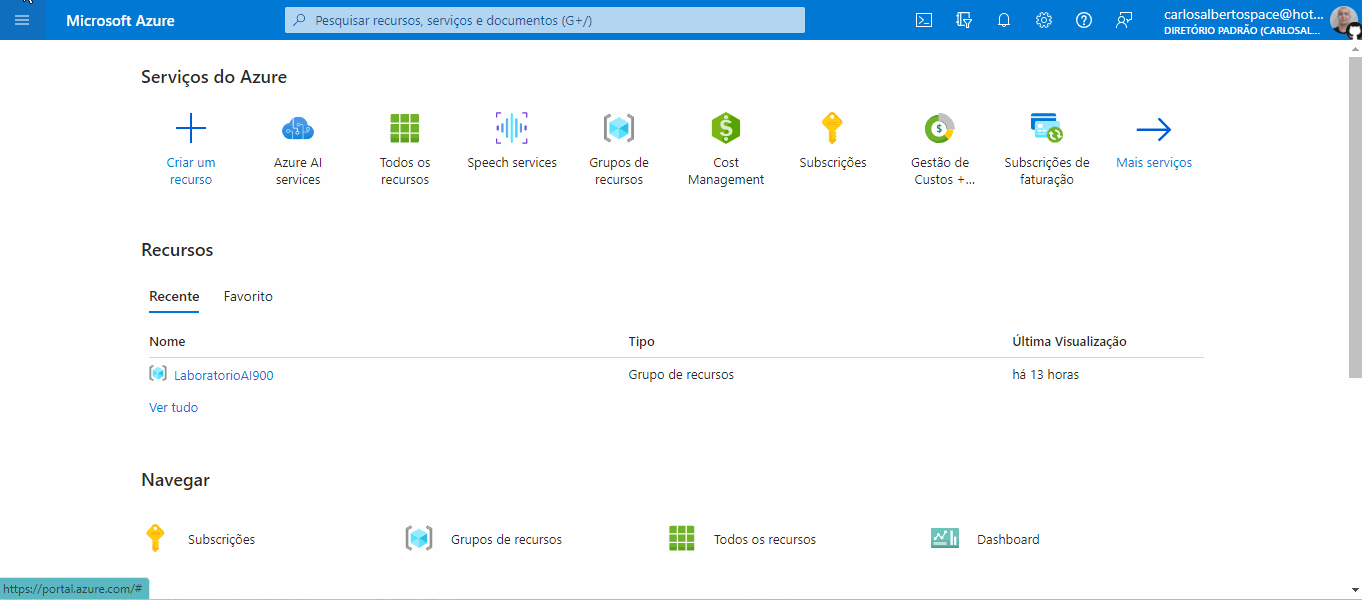 Microsoft Azure
Pesquisar recursos, serviços e documentos (G+/)
carlosalbertospace@hot...
DIRETÓRIO PADRÃO (CARLOSAL...
Serviços do Azure
Criar um
recurso
Azure AI
services
Todos os
recursos
Speech services
Grupos de
recursos
Cost
Management
Subscrições
Gestão de
Custos +...
Subscrições de
faturação
Mais serviços
Recursos
Recente
Favorito
Nome
Tipo
Última Visualização
LaboratorioAI900
Grupo de recursos
há 13 horas
Ver tudo
Navegar
Subscrições
Grupos de recursos
Todos os recursos
Dashboard
https://portal.azure.com/#